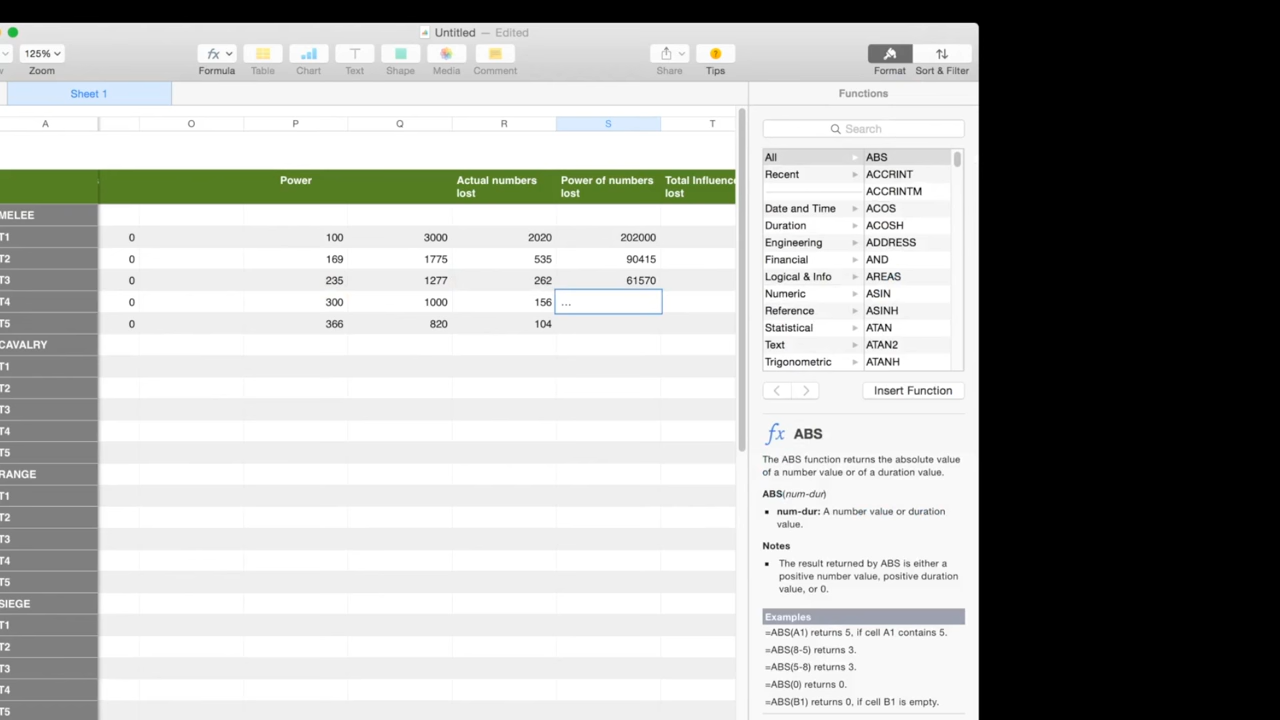 Untitled — Edited
125%
Zoom
Formula
Table
Chart
Text
Shape
Media
Comment
Share
Tips
Format
Sort & Filter
Sheet 1
Functions
Search
A O P Q R S T
Power
Actual numbers lost
Power of numbers lost
Total Influence lost
MELEE
T1 0 100 3000 2020 202000
T2 0 169 1775 535 90415
T3 0 235 1277 262 61570
T4 0 300 1000 156 ...
T5 0 366 820 104
CAVALRY
T1
T2
T3
T4
T5
RANGE
T1
T2
T3
T4
T5
SIEGE
T1
T2
T3
T4
T5
All
Recent
Date and Time
Duration
Engineering
Financial
Logical & Info
Numeric
Reference
Statistical
Text
Trigonometric
ABS
ACCRINT
ACCRINTM
ACOS
ACOSH
ADDRESS
AND
AREAS
ASIN
ASINH
ATAN
ATAN2
ATANH
Insert Function
fx ABS
The ABS function returns the absolute value
of a number value or of a duration value.
ABS(num-dur)
▪ num-dur: A number value or duration
value.
Notes
▪ The result returned by ABS is either a
positive number value, positive duration
value, or 0.
Examples
=ABS(A1) returns 5, if cell A1 contains 5.
=ABS(8-5) returns 3.
=ABS(5-8) returns 3.
=ABS(0) returns 0.
=ABS(B1) returns 0, if cell B1 is empty.